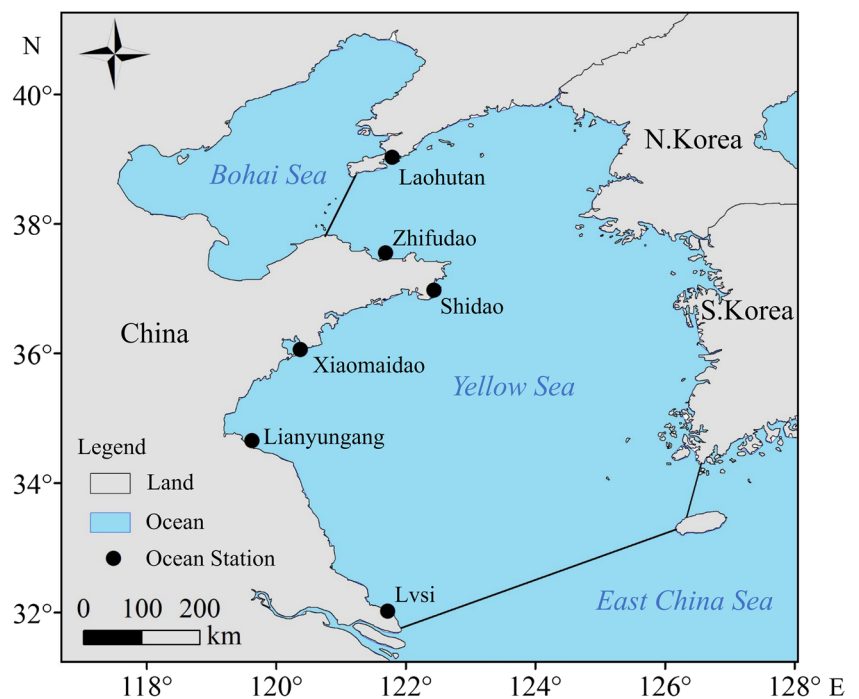 N
40°
N.Korea
Bohai Sea
Laohutan
38°
Zhifudao
Shidao
S.Korea
China
36°
Xiaomaidao
Yellow Sea
Lianyungang
Legend
Land
34°
Ocean
Ocean Station
Lvsi
East China Sea
32°
0 100 200
km
118° 120° 122° 124° 126° 128° E